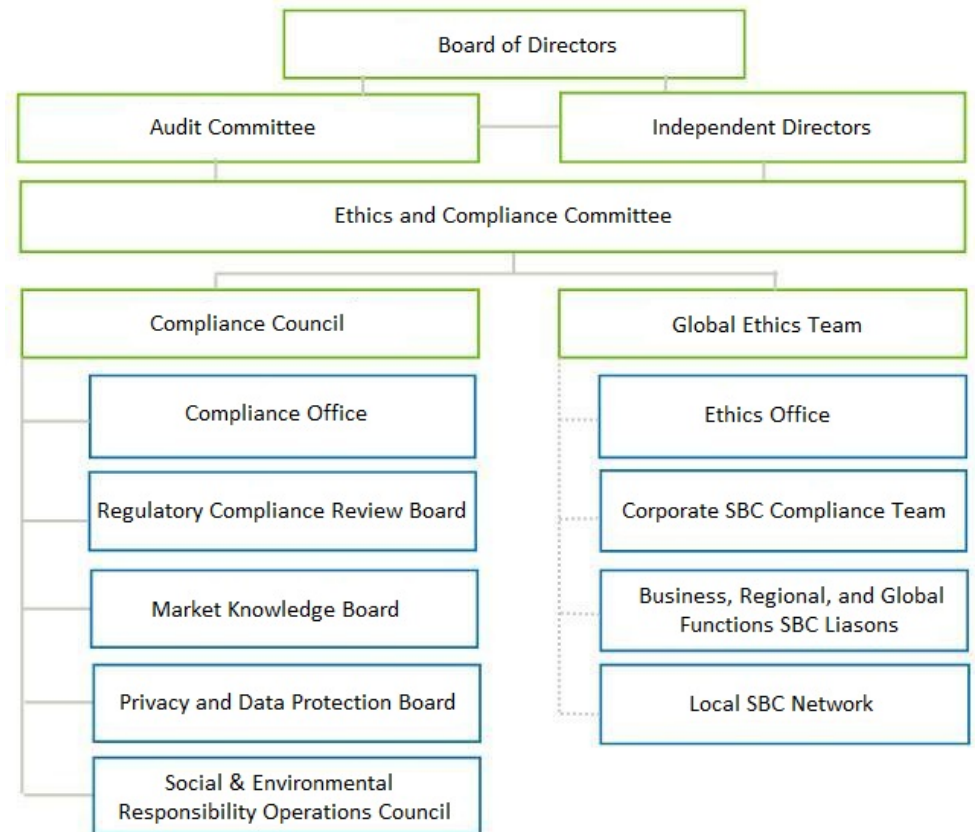 Board of Directors
Audit Committee
Independent Directors
Ethics and Compliance Committee
Compliance Council
Global Ethics Team
Compliance Office
Ethics Office
Regulatory Compliance Review Board
Corporate SBC Compliance Team
Market Knowledge Board
Business, Regional, and Global
Functions SBC Liasons
Privacy and Data Protection Board
Local SBC Network
Social & Environmental
Responsibility Operations Council